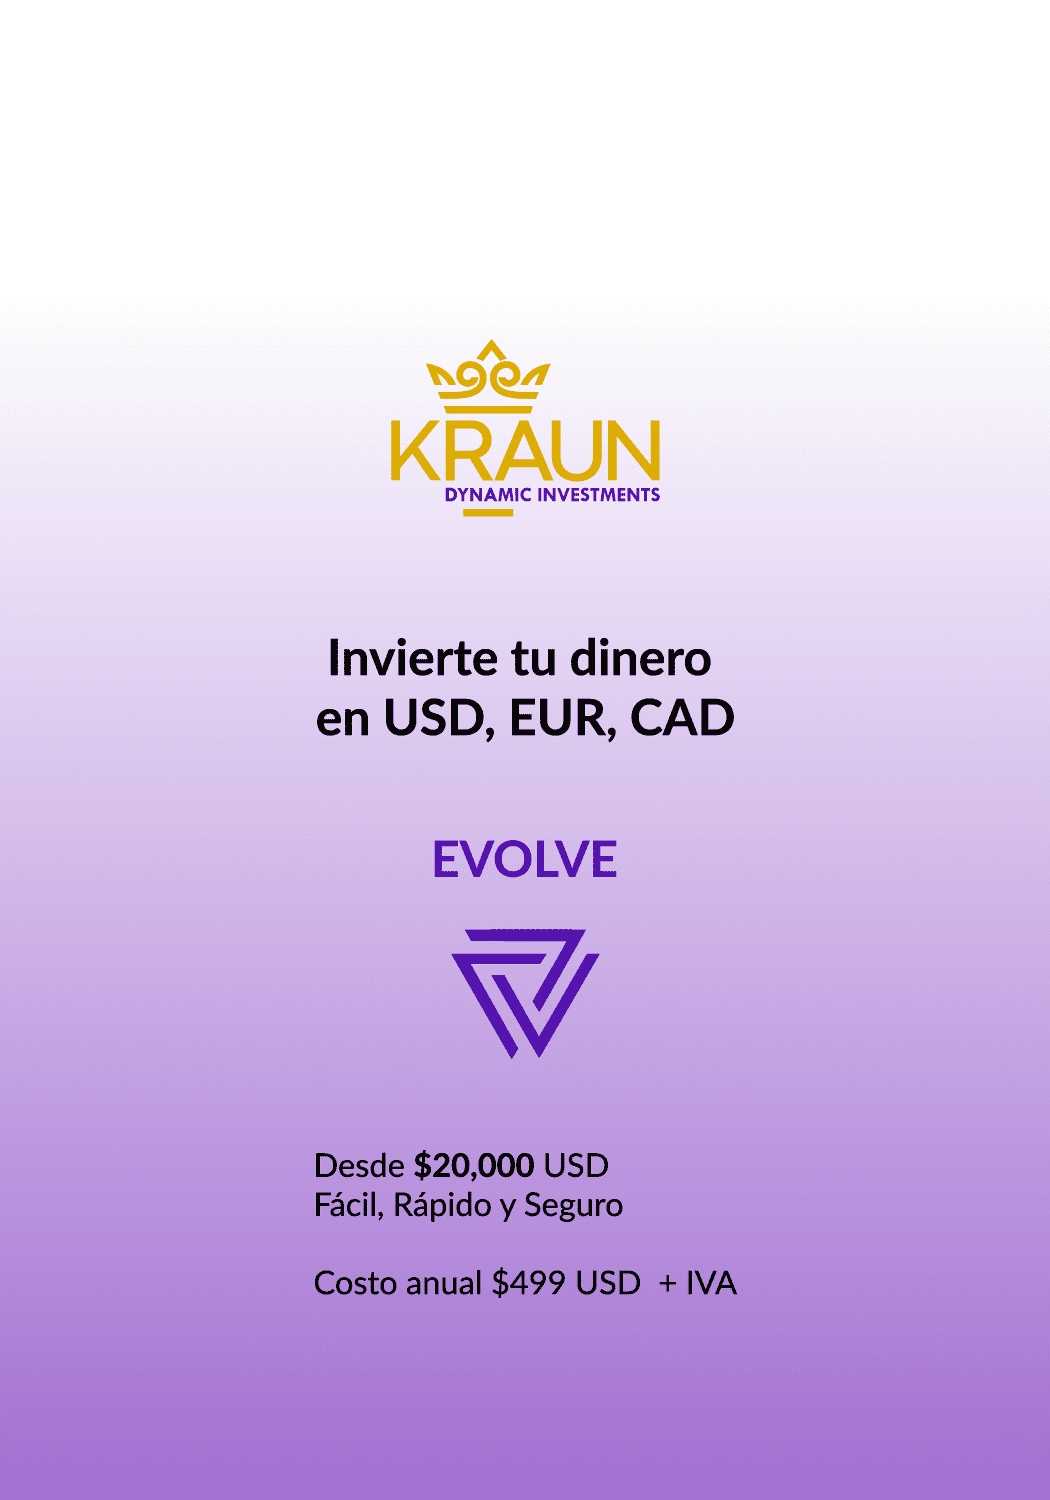 KRAUN
DYNAMIC INVESTMENTS
Invierte tu dinero
en USD, EUR, CAD
EVOLVE
Desde $20,000 USD
Fácil, Rápido y Seguro
Costo anual $499 USD + IVA